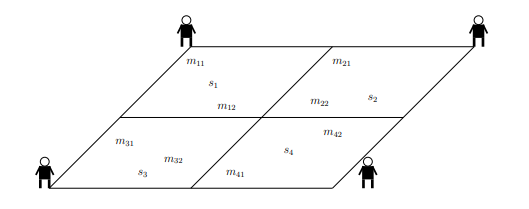 m₁₁ m₂₁
s₁
s₂
m₁₂ m₂₂
m₄₂
m₃₁
s₄
m₃₂
s₃ m₄₁